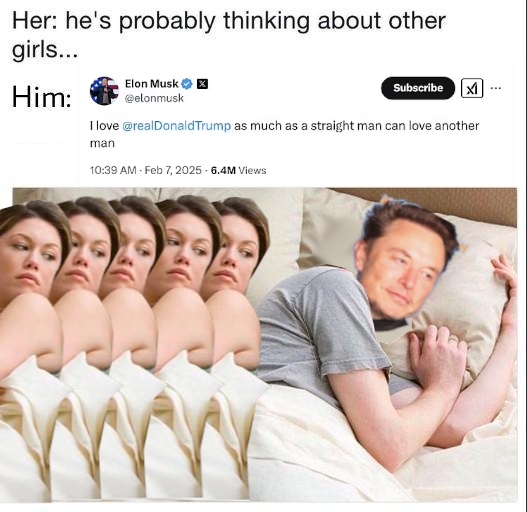 Her: he's probably thinking about other
girls...
Him:
Elon Musk
@elonmusk
Subscribe
I love @realDonaldTrump as much as a straight man can love another
man
10:39 AM · Feb 7, 2025 · 6.4M Views